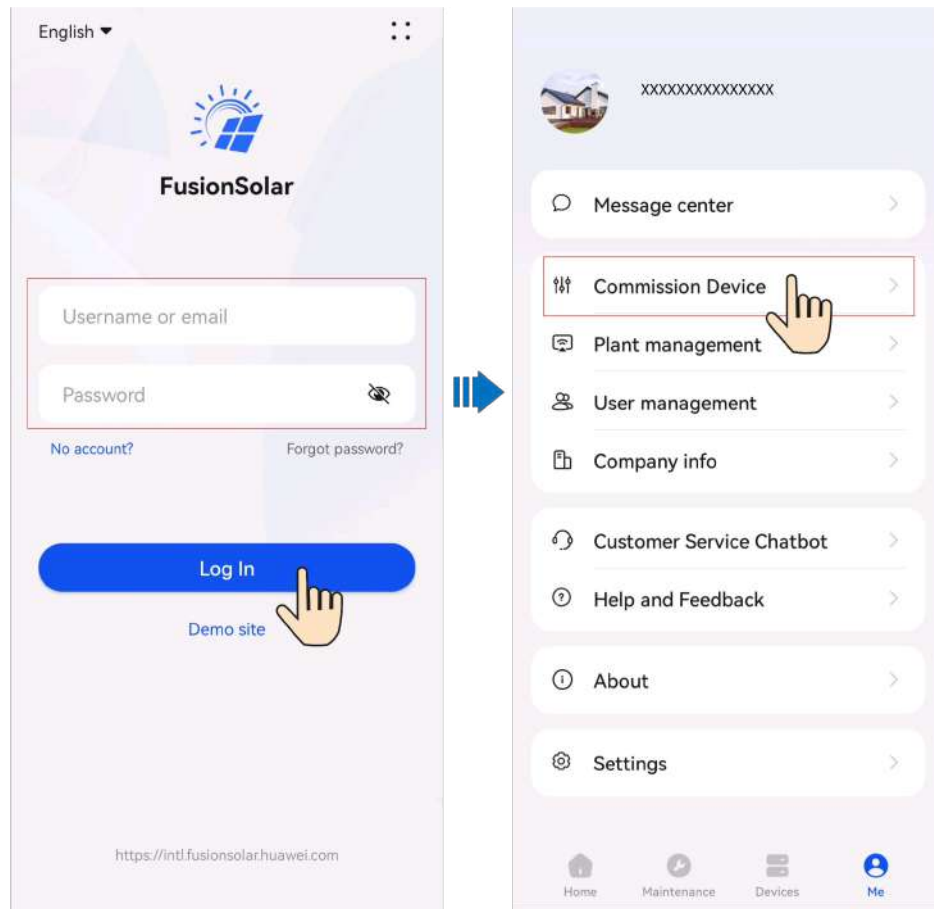 English
FusionSolar
Username or email
Password
No account?
Forgot password?
Log In
Demo site
https://intl.fusionsolar.huawei.com
xxxxxxxxxxxxxxx
Message center
Commission Device
Plant management
User management
Company info
Customer Service Chatbot
Help and Feedback
About
Settings
Home
Maintenance
Devices
Me